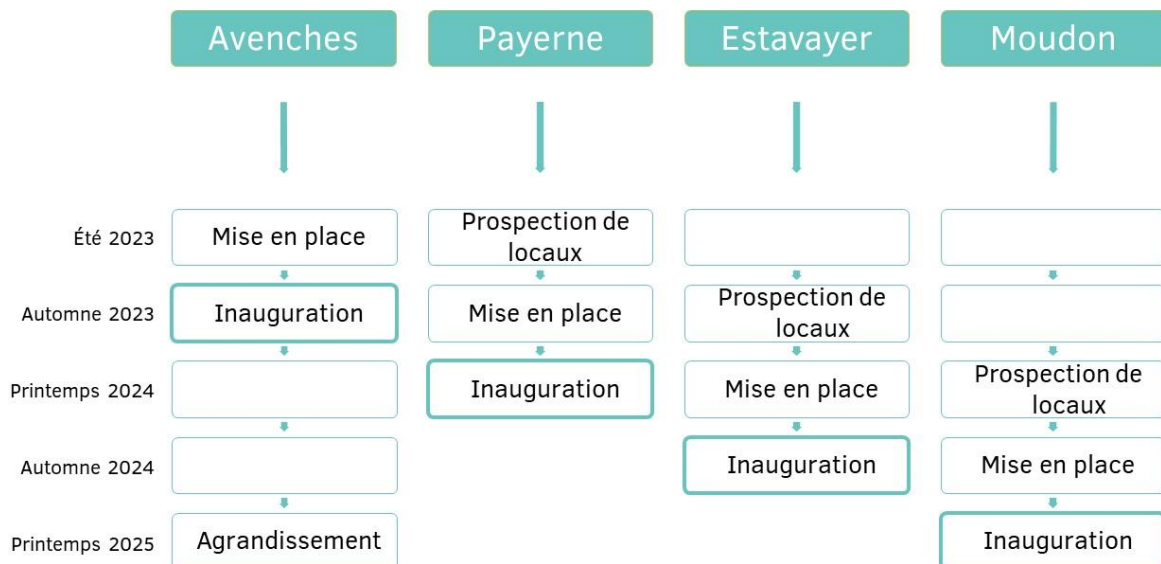 Avenches Payerne Estavayer Moudon
Été 2023 Mise en place Prospection de
locaux
Automne 2023 Inauguration Mise en place Prospection de
locaux
Printemps 2024 Inauguration Mise en place Prospection de
locaux
Automne 2024 Inauguration Mise en place
Printemps 2025 Agrandissement Inauguration